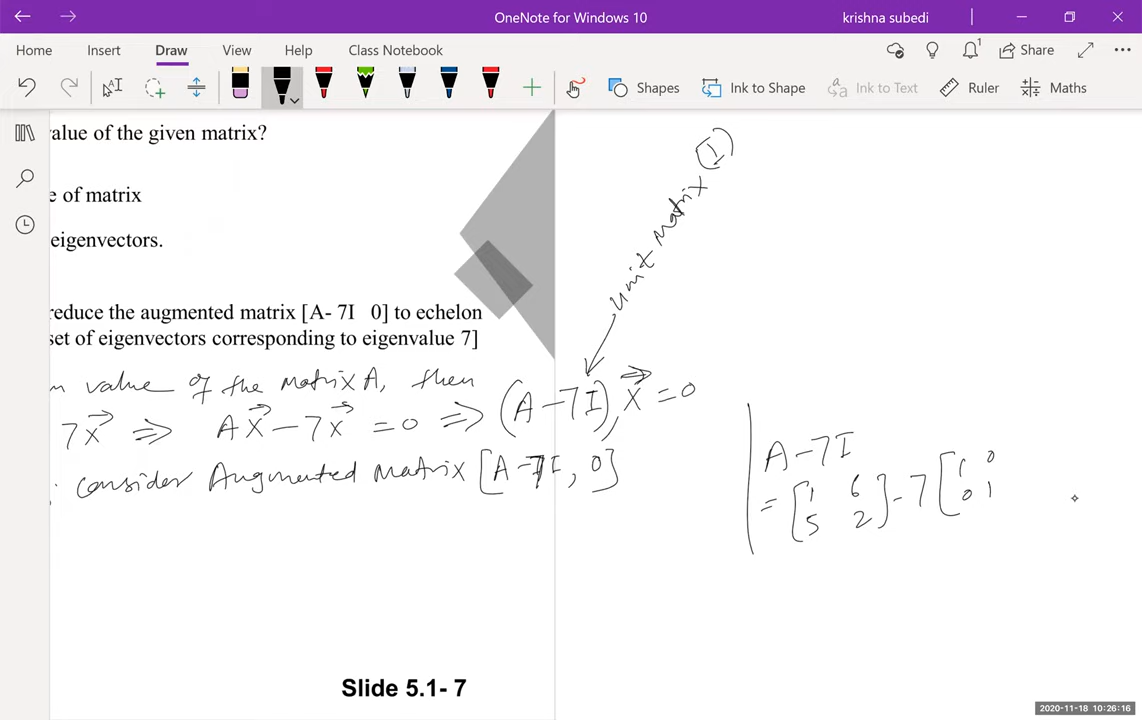 OneNote for Windows 10
krishna subedi
Home Insert Draw View Help Class Notebook
1 Share
Shapes Ink to Shape Ink to Text Ruler Maths
alue of the given matrix?
e of matrix
eigenvectors.
reduce the augmented matrix [A- 7I 0] to echelon
set of eigenvectors corresponding to eigenvalue 7]
unit matrix (I)
n value of the matrix A, then
7x⃗ ⇒ Ax⃗ - 7x⃗ = 0 ⇒ (A - 7I), x⃗ = 0
: consider Augmented matrix [A - 7I, 0]
A - 7I
= [1 6
5 2] - 7 [1 0
0 1
Slide 5.1- 7
2020-11-18 10:26:16